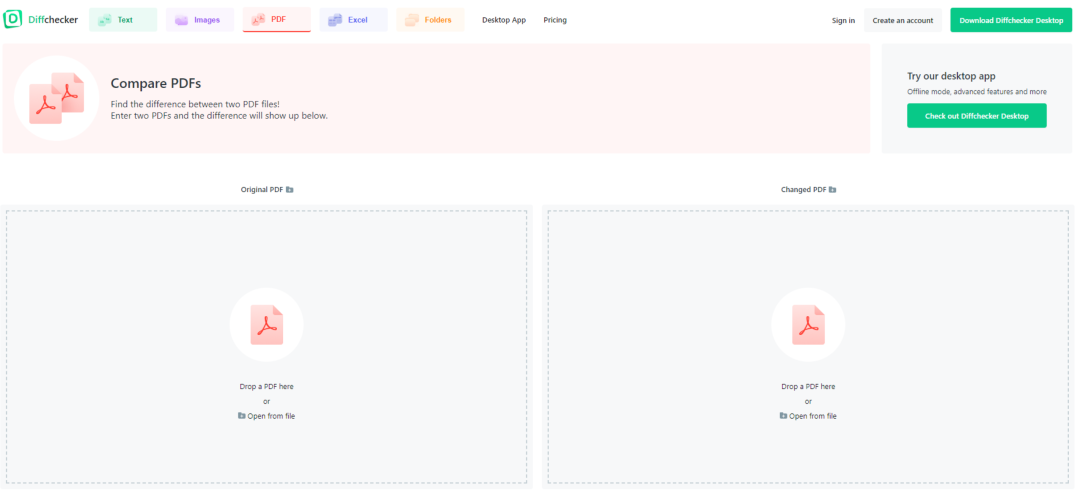 Diffchecker Text Images PDF Excel Folders Desktop App Pricing Sign in Create an account Download Diffchecker Desktop
Compare PDFs
Find the difference between two PDF files!
Enter two PDFs and the difference will show up below.
Try our desktop app
Offline mode, advanced features and more
Check out Diffchecker Desktop
Original PDF
Changed PDF
Drop a PDF here
or
Open from file
Drop a PDF here
or
Open from file